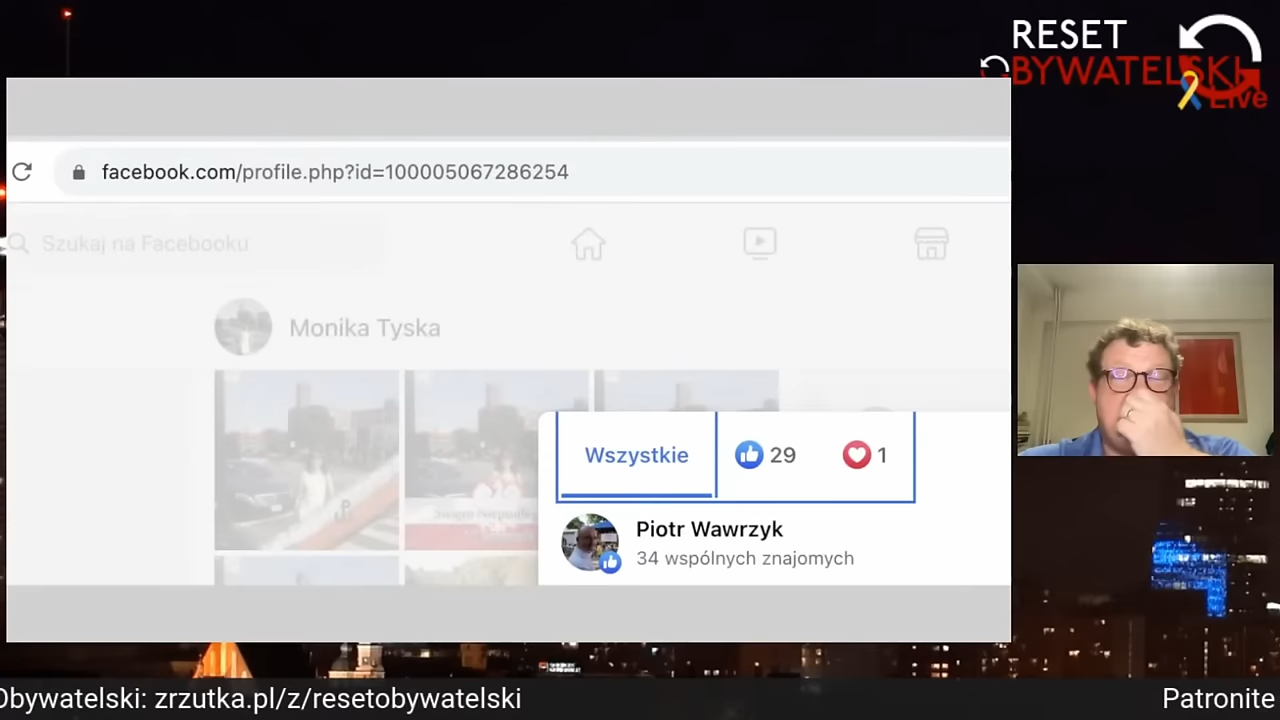 RESET
OBYWATELSKI
Live
facebook.com/profile.php?id=100005067286254
Szukaj na Facebooku
Monika Tyska
Wszystkie
29
1
Piotr Wawrzyk
34 wspólnych znajomych
Obywatelski: zrzutka.pl/z/resetobywatelski
Patronite